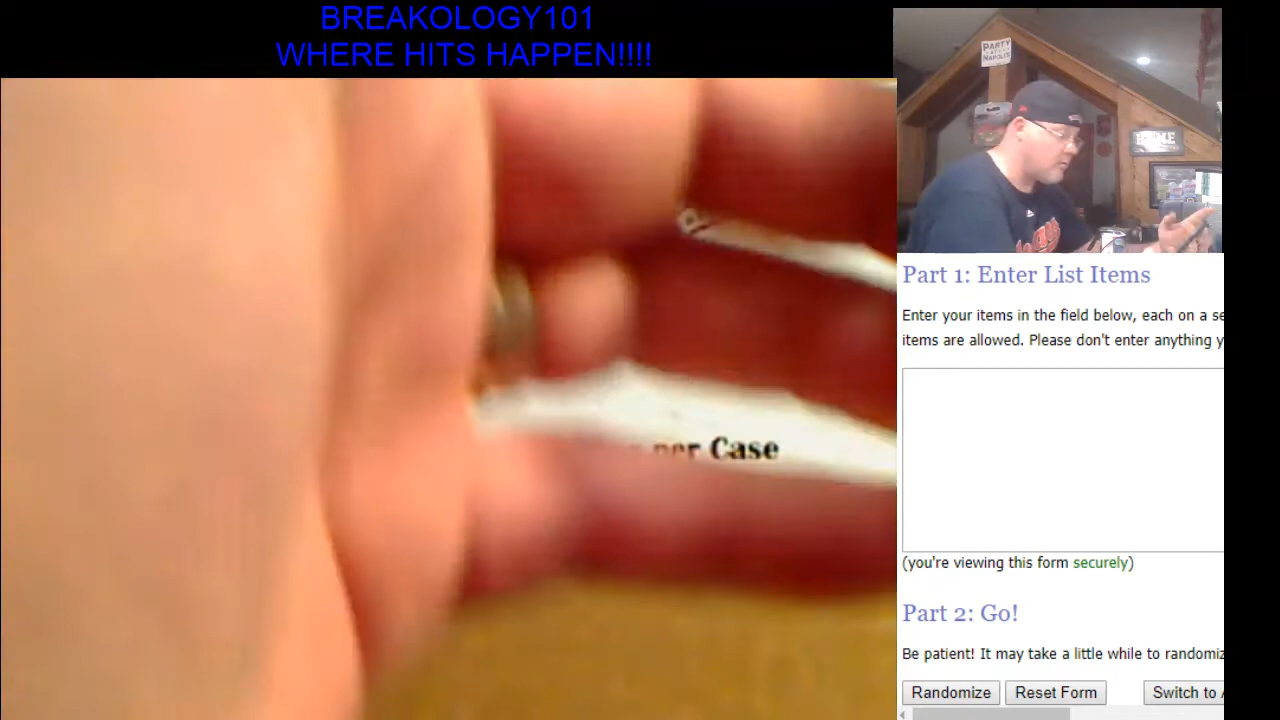 BREAKOLOGY101
WHERE HITS HAPPEN!!!!
PARTY
NAPOLIS
HOME
per Case
Part 1: Enter List Items
Enter your items in the field below, each on a se
items are allowed. Please don't enter anything y
(you're viewing this form securely)
Part 2: Go!
Be patient! It may take a little while to randomiz
Randomize
Reset Form
Switch to A